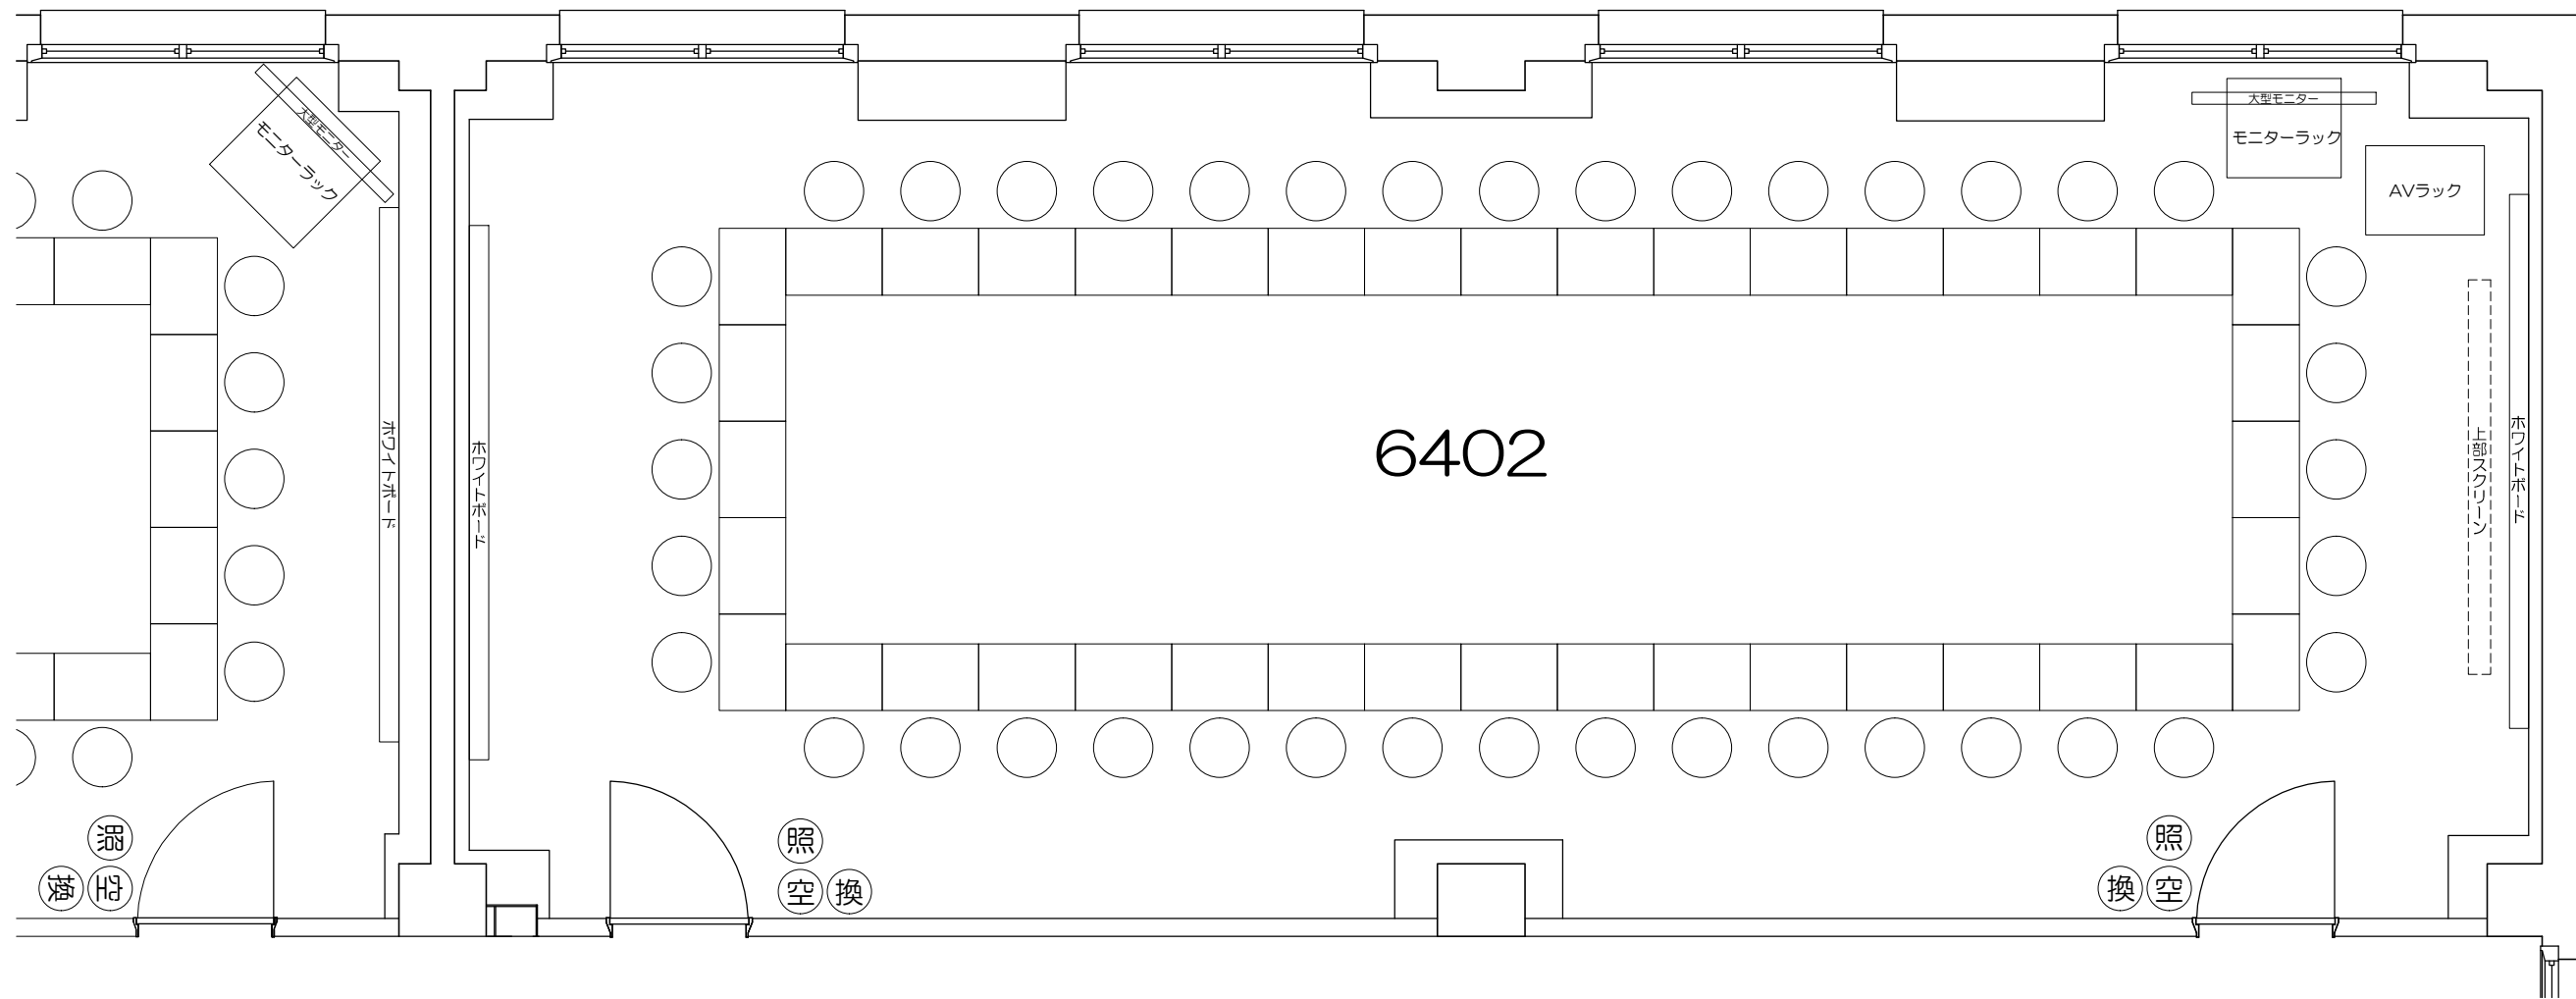 大型モニター
モニターラック
大型モニター
モニターラック
AVラック
ホワイトボード
ホワイトボード
6402
上部スクリーン
ホワイトボード
照
換
空
照
空
換
照
換
空